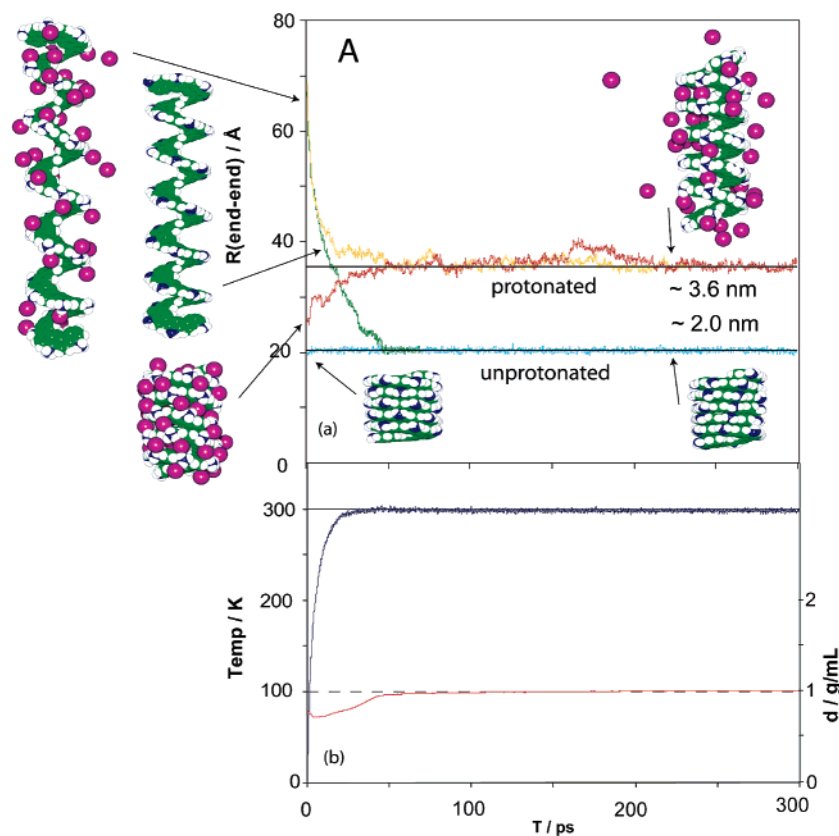 A
80
60
40
20
0
R(end-end) / Å
protonated
~ 3.6 nm
~ 2.0 nm
unprotonated
(a)
300
200
100
0
Temp / K
2
1
0
d / g/mL
(b)
0
100
200
300
T / ps